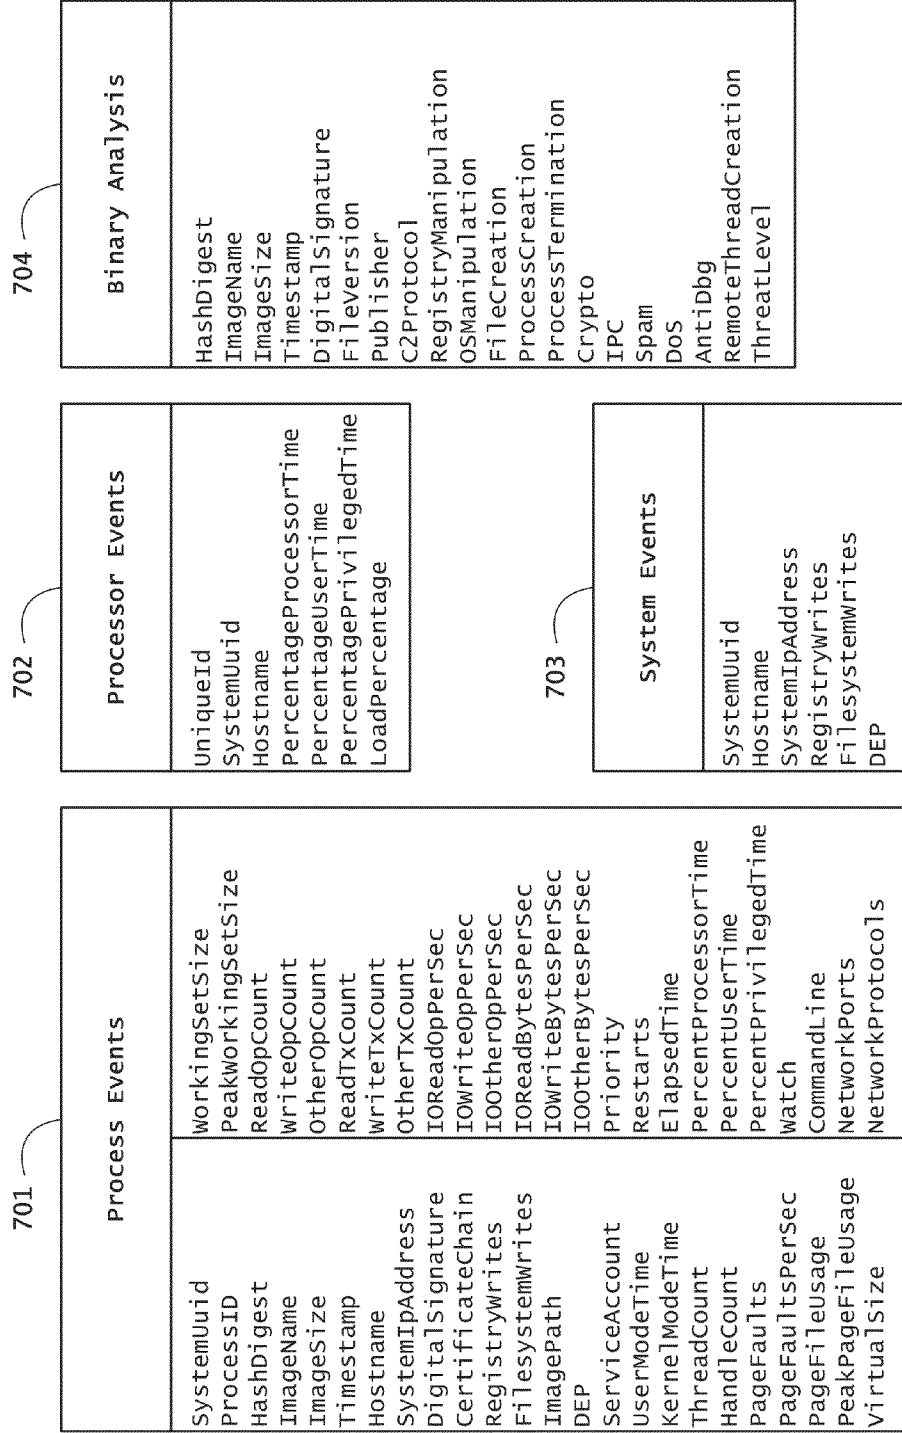 701
Process Events
SystemUuid
ProcessID
HashDigest
ImageName
ImageSize
Timestamp
Hostname
SystemIpAddress
DigitalSignature
CertificateChain
RegistryWrites
FilesystemWrites
ImagePath
DEP
ServiceAccount
UserModeTime
KernelModeTime
ThreadCount
HandleCount
PageFaults
PageFaultsPerSec
PageFileUsage
PeakPageFileUsage
VirtualSize
WorkingSetSize
PeakWorkingSetSize
ReadOpCount
WriteOpCount
OtherOpCount
ReadTxCount
WriteTxCount
OtherTxCount
IOReadOpPerSec
IOWriteOpPerSec
IOOtherOpPerSec
IOReadBytesPerSec
IOWriteBytesPerSec
IOOtherBytesPerSec
Priority
Restarts
ElapsedTime
PercentProcessorTime
PercentUserTime
PercentPrivilegedTime
Watch
CommandLine
NetworkPorts
NetworkProtocols
702
Processor Events
UniqueId
SystemUuid
Hostname
PercentageProcessorTime
PercentageUserTime
PercentagePrivilegedTime
LoadPercentage
703
System Events
SystemUuid
Hostname
SystemIpAddress
RegistryWrites
FilesystemWrites
DEP
704
Binary Analysis
HashDigest
ImageName
ImageSize
Timestamp
DigitalSignature
FileVersion
Publisher
C2Protocol
RegistryManipulation
OSManipulation
FileCreation
ProcessCreation
ProcessTermination
Crypto
IPC
Spam
DoS
AntiDbg
RemoteThreadCreation
ThreatLevel